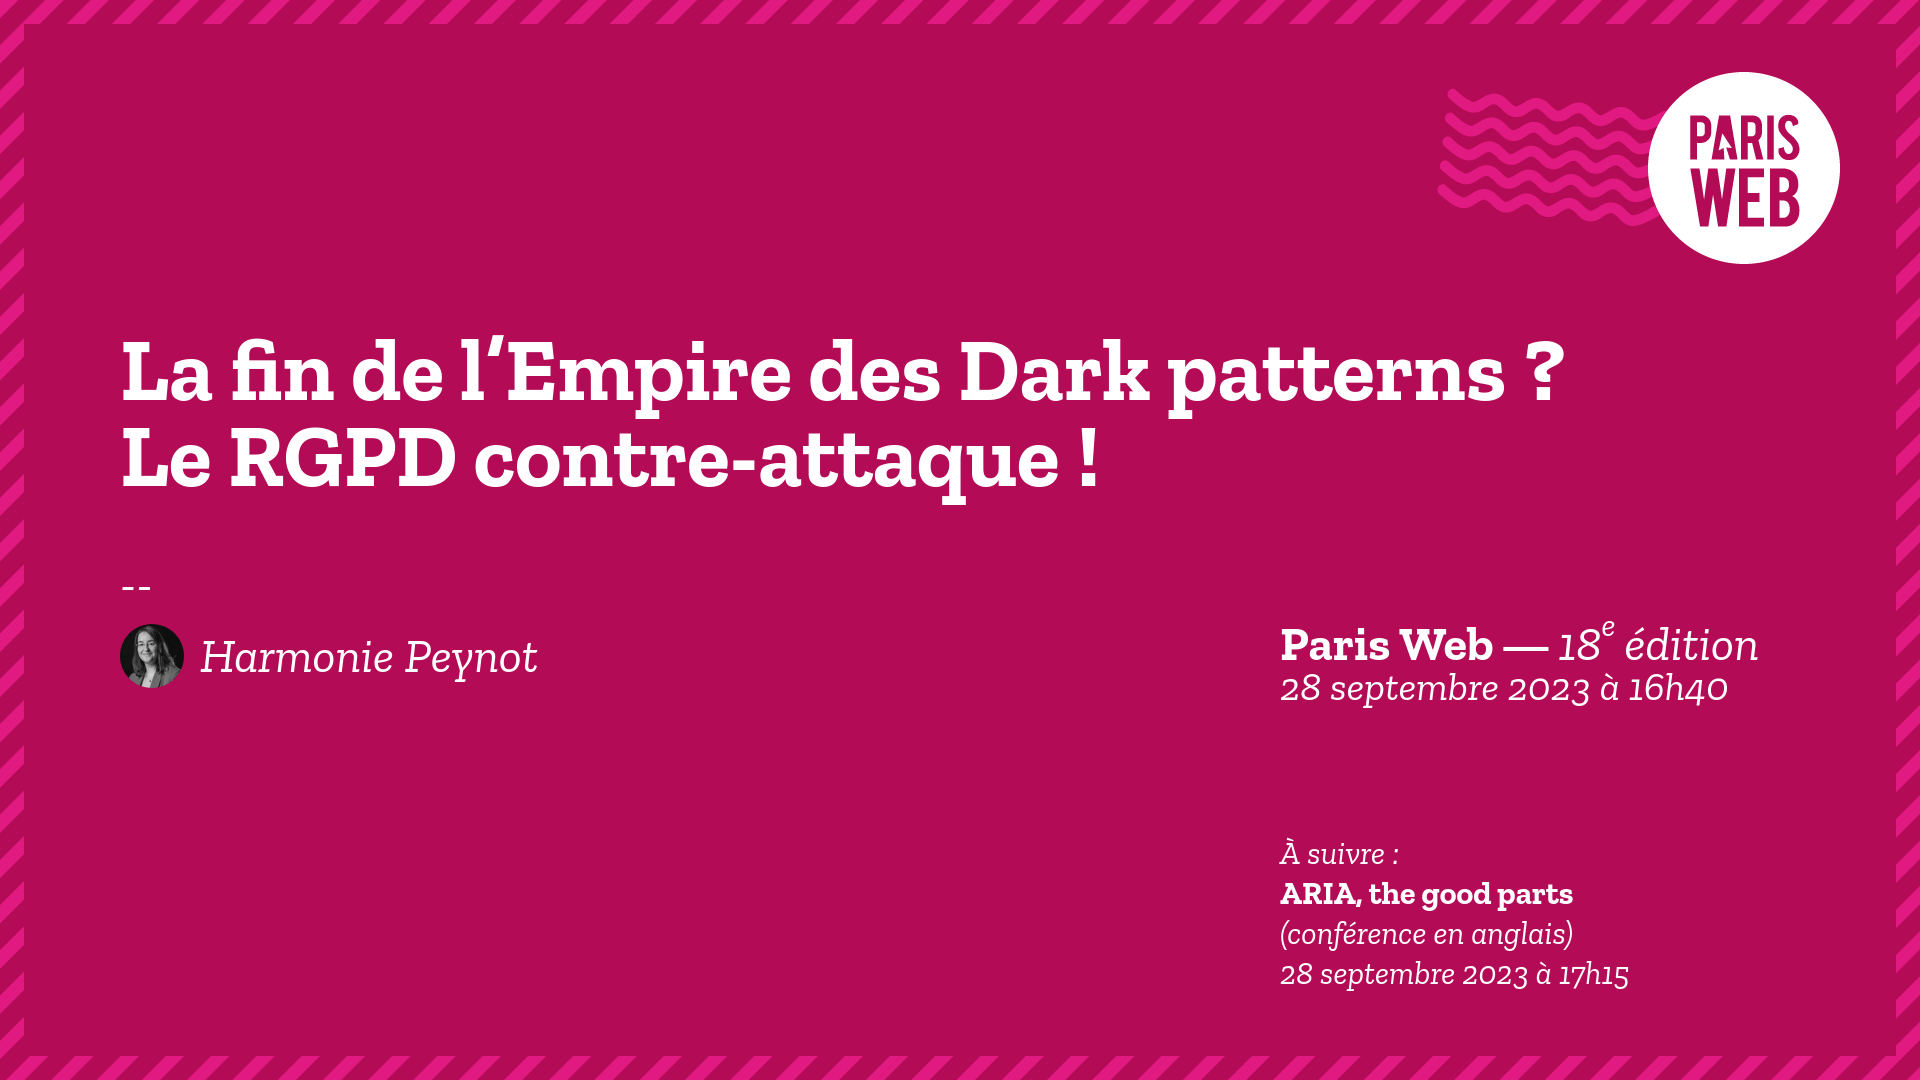 PARIS
WEB
La fin de l’Empire des Dark patterns ?
Le RGPD contre-attaque !
--
Harmonie Peynot
Paris Web — 18e édition
28 septembre 2023 à 16h40
À suivre :
ARIA, the good parts
(conférence en anglais)
28 septembre 2023 à 17h15